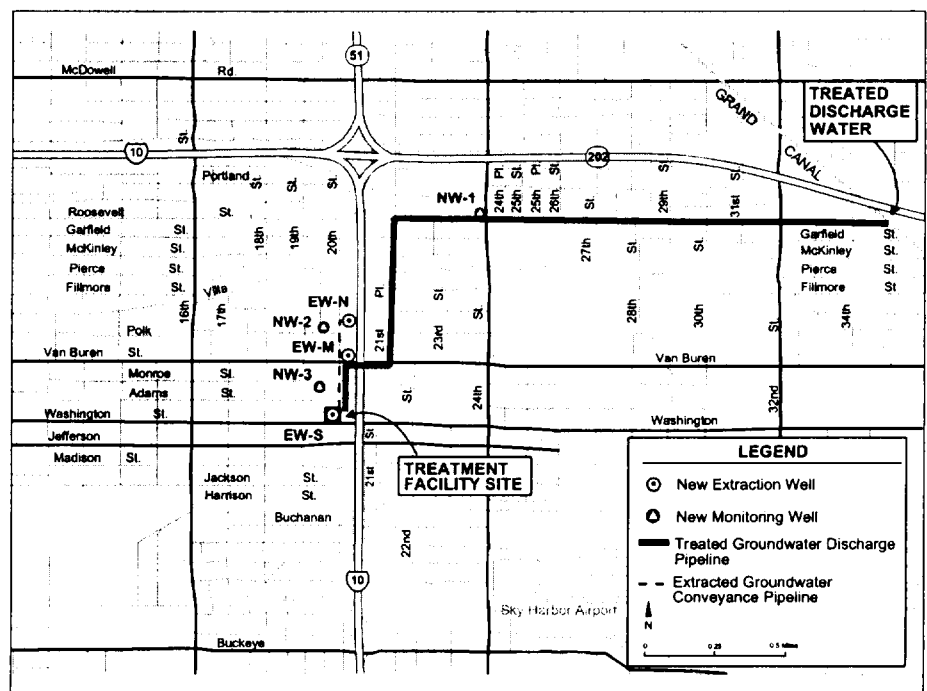 51
McDowell Rd.
GRAND CANAL
TREATED
DISCHARGE
WATER
St.
10
202
Portland
St.
St.
St.
24th Pl.
25th St.
25th Pl.
26th St.
St.
29th St.
31st St.
NW-1
Roosevelt St.
Garfield St.
McKinley St.
Pierce St.
Fillmore St.
16th
17th
Villa
18th
19th
20th
27th
Garfield St.
McKinley St.
Pierce St.
Fillmore St.
EW-N
NW-2
EW-M
21st Pl.
23rd St.
St.
28th St.
30th St.
34th
St.
Polk
Van Buren St.
Van Buren
Monroe St.
NW-3
Adams St.
St.
24th
32nd
Washington St.
Washington
EW-S
St.
Jefferson
Madison St.
21st
TREATMENT
FACILITY SITE
Jackson St.
Harrison St.
Buchanan
22nd
10
Sky Harbor Airport
Buckeye
LEGEND
New Extraction Well
New Monitoring Well
Treated Groundwater Discharge
Pipeline
Extracted Groundwater
Conveyance Pipeline
N
0 0.25 0.5 Miles